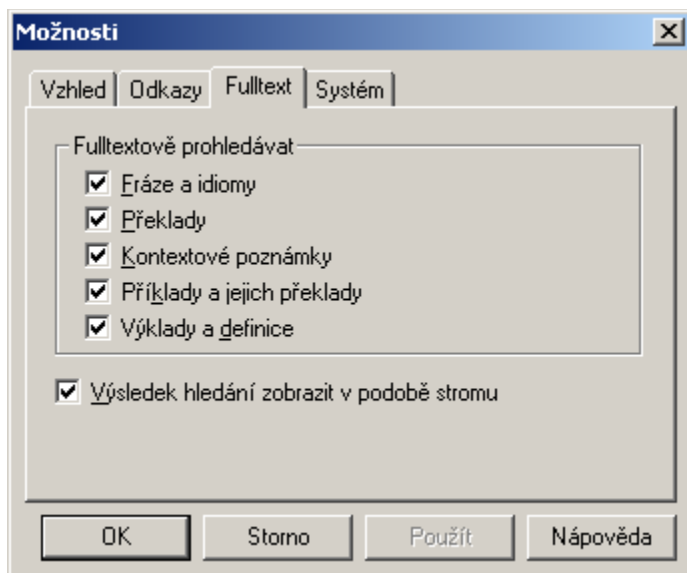 Možnosti
Vzhled Odkazy Fulltext Systém
Fulltextově prohledávat
Fráze a idiomy
Překlady
Kontextové poznámky
Příklady a jejich překlady
Výklady a definice
Výsledek hledání zobrazit v podobě stromu
OK Storno Použít Nápověda